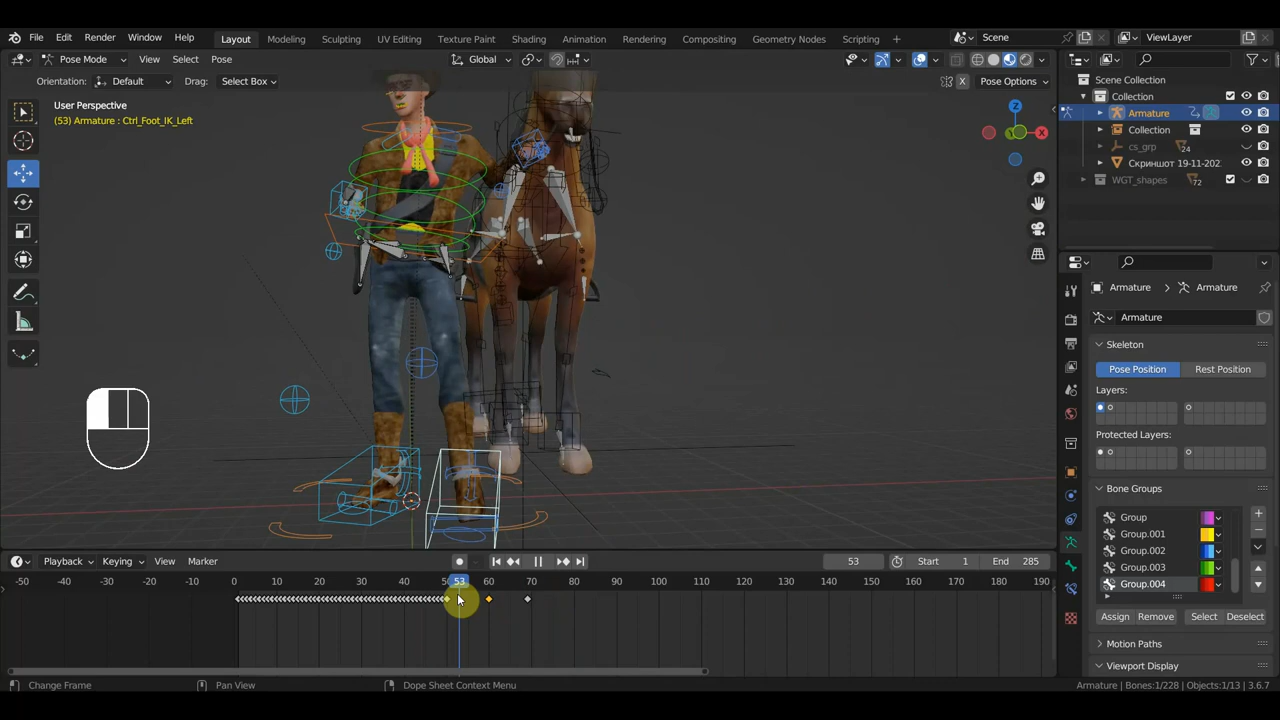 File Edit Render Window Help Layout Modeling Sculpting UV Editing Texture Paint Shading Animation Rendering Compositing Geometry Nodes Scripting + Scene ViewLayer
Pose Mode View Select Pose Global
Orientation: Default Drag: Select Box X Pose Options
User Perspective
(53) Armature : Ctrl_Foot_IK_Left
Z
X
Y
Scene Collection
Collection
Armature
Collection
cs_grp 24
Скриншот 19-11-202
WGT_shapes 72
Armature Armature
Armature
Skeleton
Pose Position Rest Position
Layers:
Protected Layers:
Bone Groups
Group
Group.001
Group.002
Group.003
Group.004
Assign Remove Select Deselect
Motion Paths
Viewport Display
Playback Keying View Marker 53 Start 1 End 285
-50 -40 -30 -20 -10 0 10 20 30 40 53 60 70 80 90 100 110 120 130 140 150 160 170 180 190
Change Frame Pan View Dope Sheet Context Menu Armature | Bones:1/228 | Objects:1/13 | 3.6.7